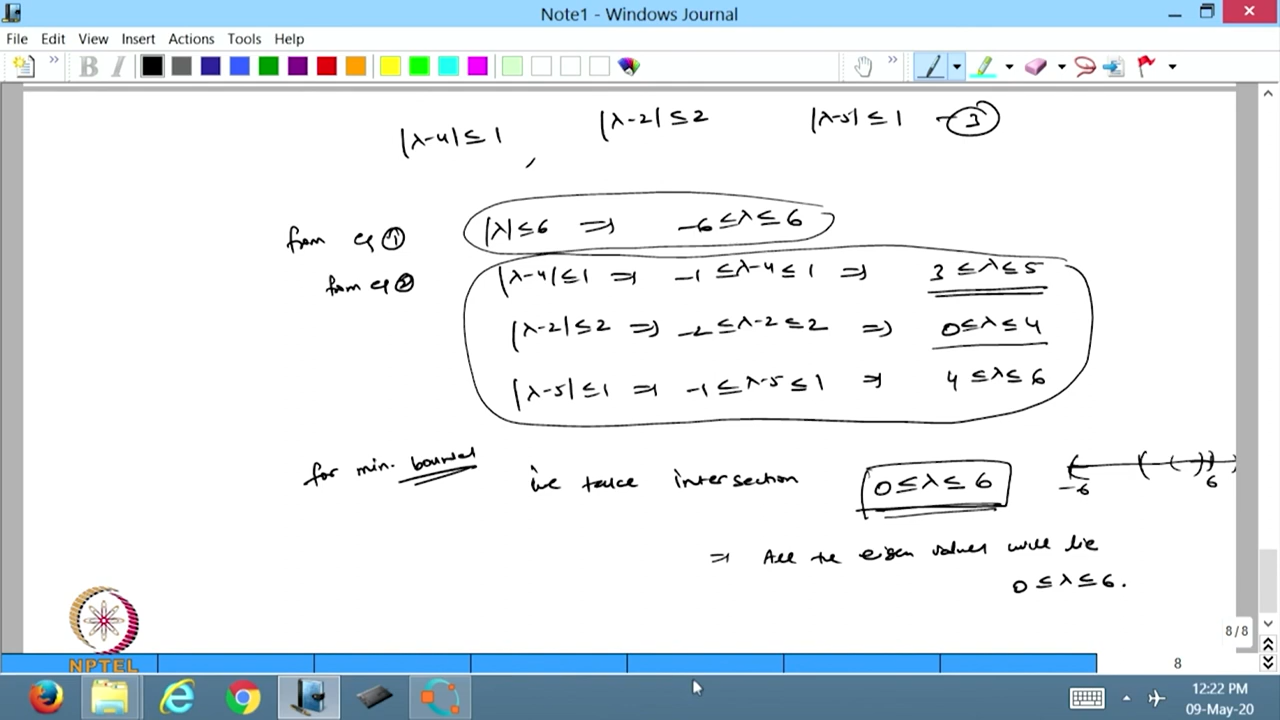 Note1 - Windows Journal
File Edit View Insert Actions Tools Help
|λ-4| ≤ 1 , |λ-2| ≤ 2 |λ-5| ≤ 1 - 3
from eq 1 |λ| ≤ 6 ⇒ -6 ≤ λ ≤ 6
from eq 2 |λ-4| ≤ 1 ⇒ -1 ≤ λ-4 ≤ 1 ⇒ 3 ≤ λ ≤ 5
|λ-2| ≤ 2 ⇒ -2 ≤ λ-2 ≤ 2 ⇒ 0 ≤ λ ≤ 4
|λ-5| ≤ 1 ⇒ -1 ≤ λ-5 ≤ 1 ⇒ 4 ≤ λ ≤ 6
for min. we take intersection 0 ≤ λ ≤ 6
-6 6
⇒ All the eigen values will lie
0 ≤ λ ≤ 6.
8/8
NPTEL
8
12:22 PM
09-May-20